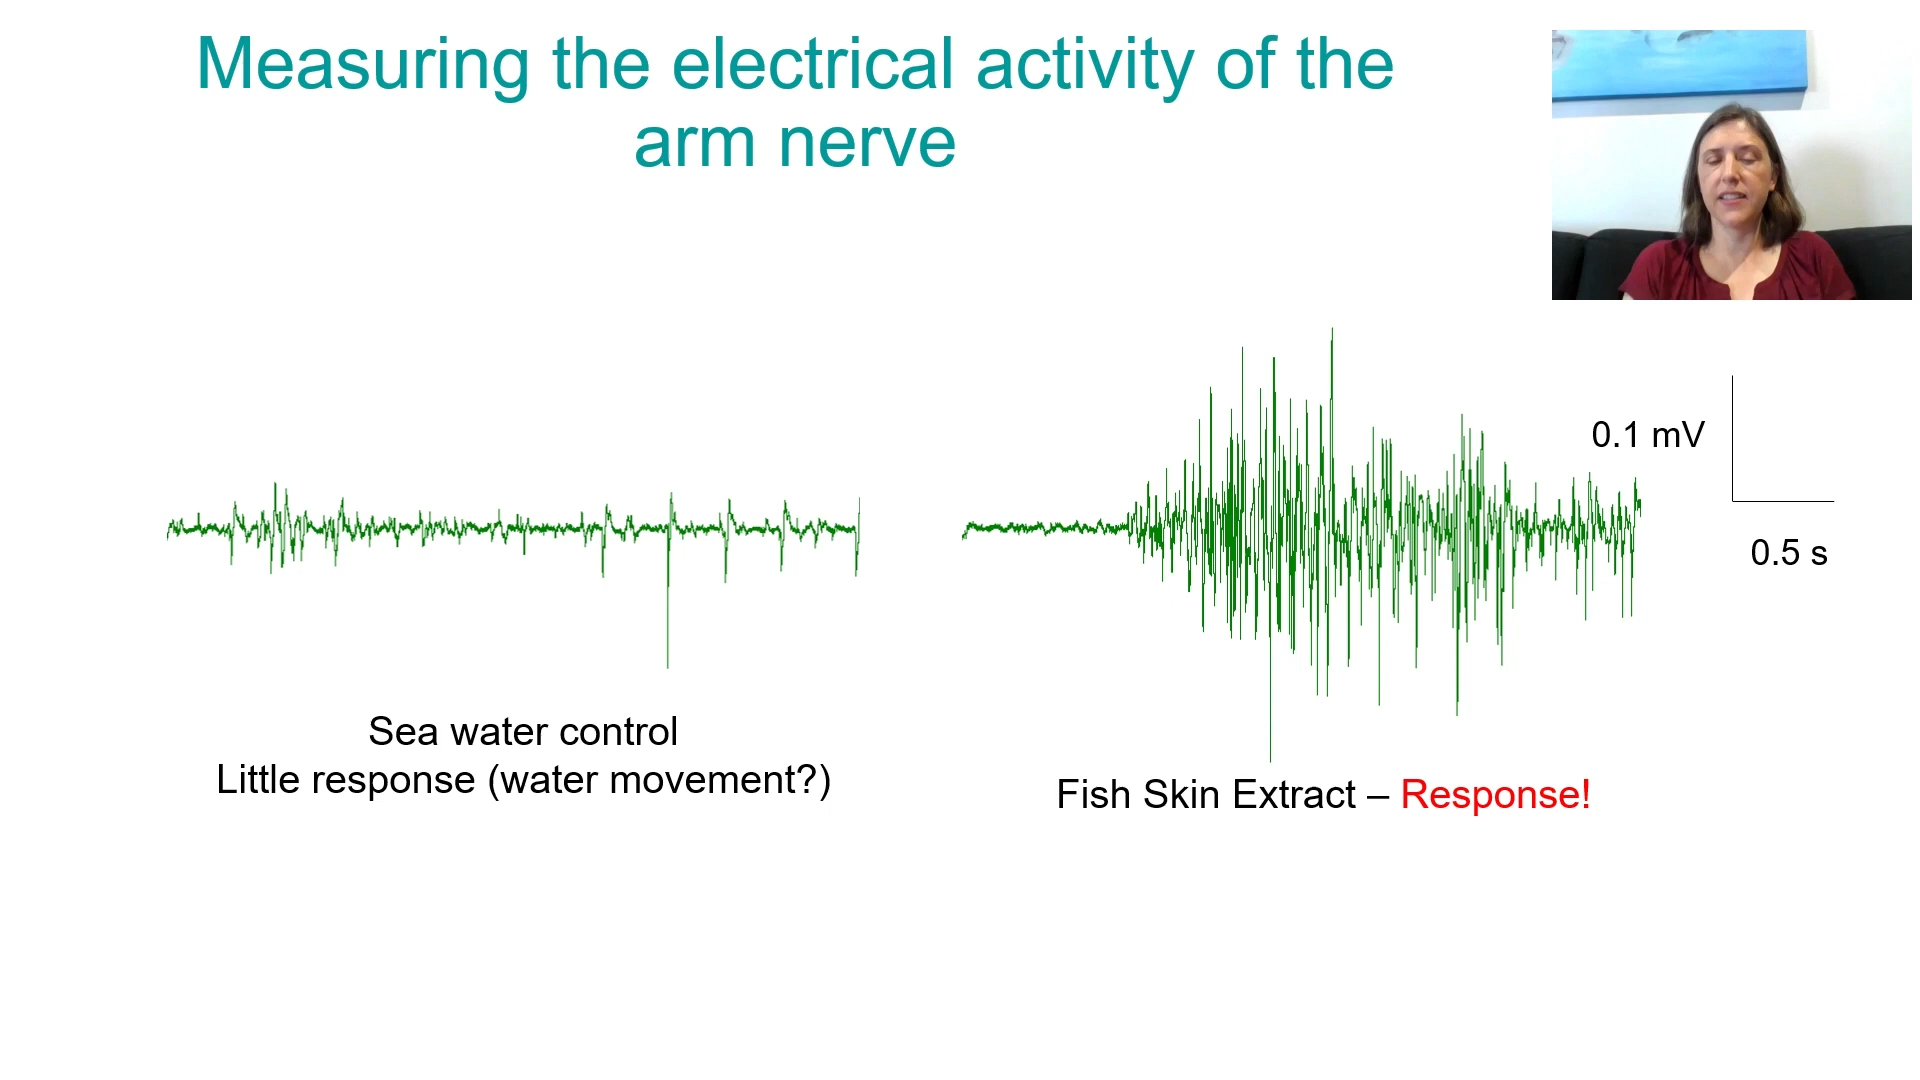 Measuring the electrical activity of the
arm nerve
0.1 mV
0.5 s
Sea water control
Little response (water movement?)
Fish Skin Extract – Response!